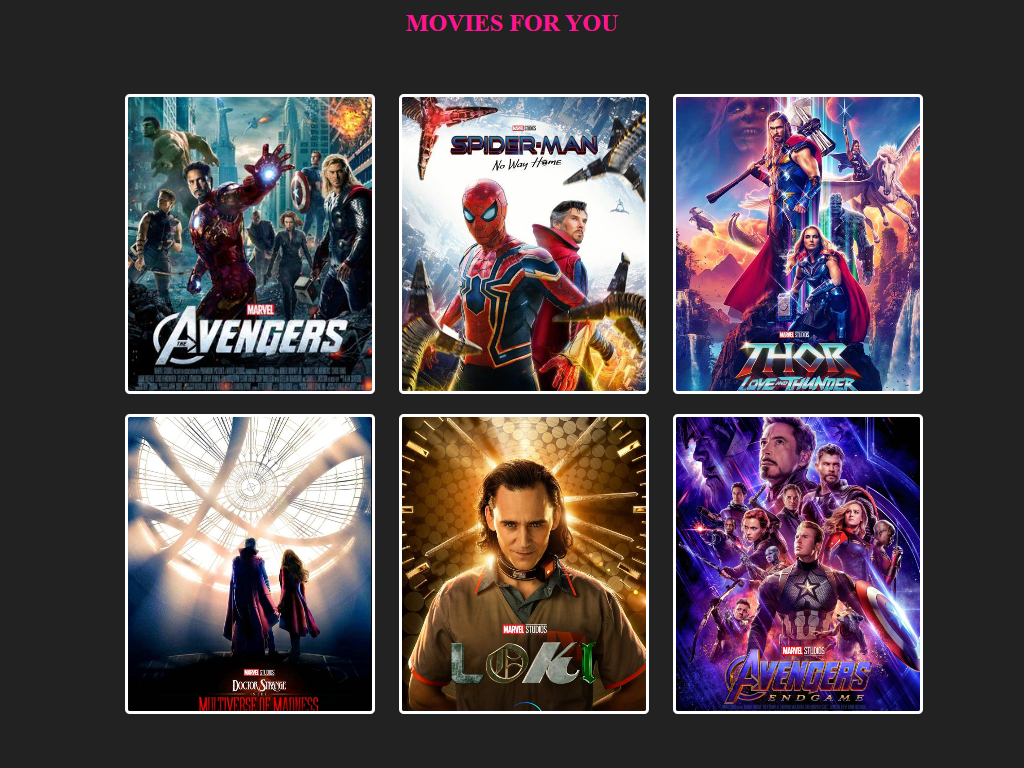 MOVIES FOR YOU
MARVEL
THE AVENGERS
MARVEL STUDIOS
SPIDER-MAN
NO WAY HOME
MARVEL STUDIOS
THOR
LOVE AND THUNDER
MARVEL STUDIOS
DOCTOR STRANGE
IN THE
MULTIVERSE OF MADNESS
MARVEL STUDIOS
LOKI
MARVEL STUDIOS
AVENGERS
ENDGAME